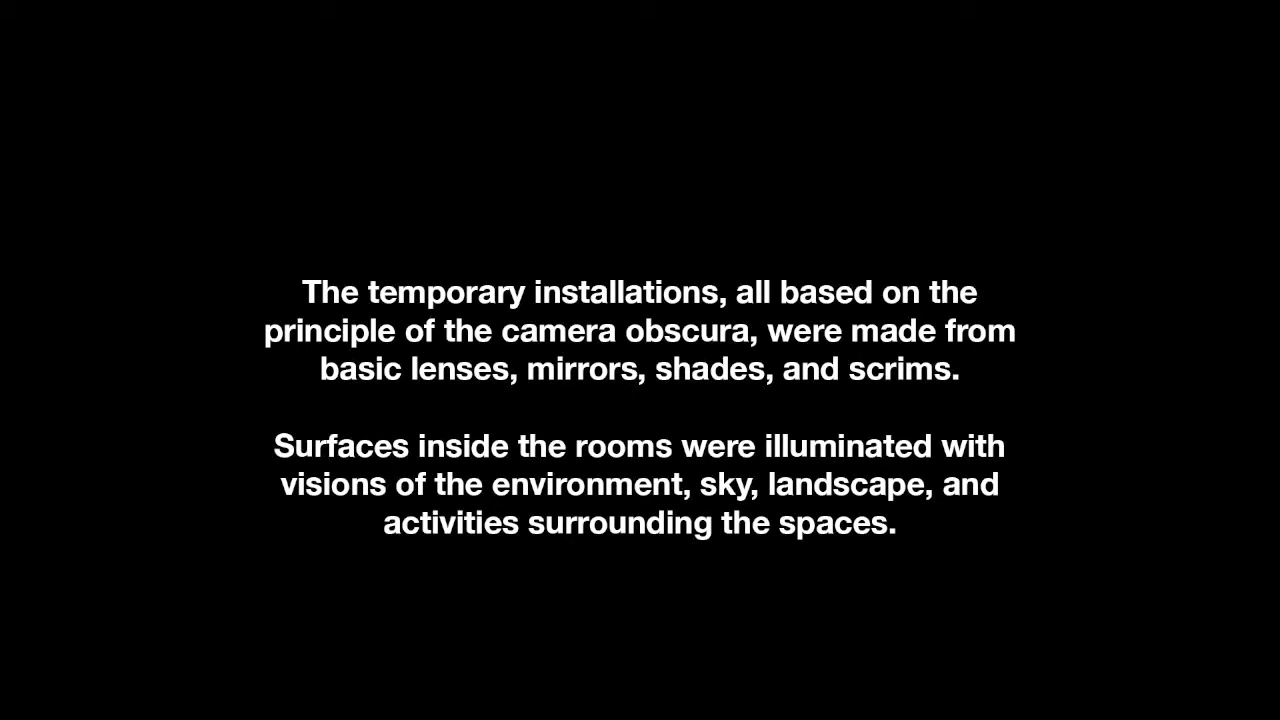 The temporary installations, all based on the
principle of the camera obscura, were made from
basic lenses, mirrors, shades, and scrims.
Surfaces inside the rooms were illuminated with
visions of the environment, sky, landscape, and
activities surrounding the spaces.